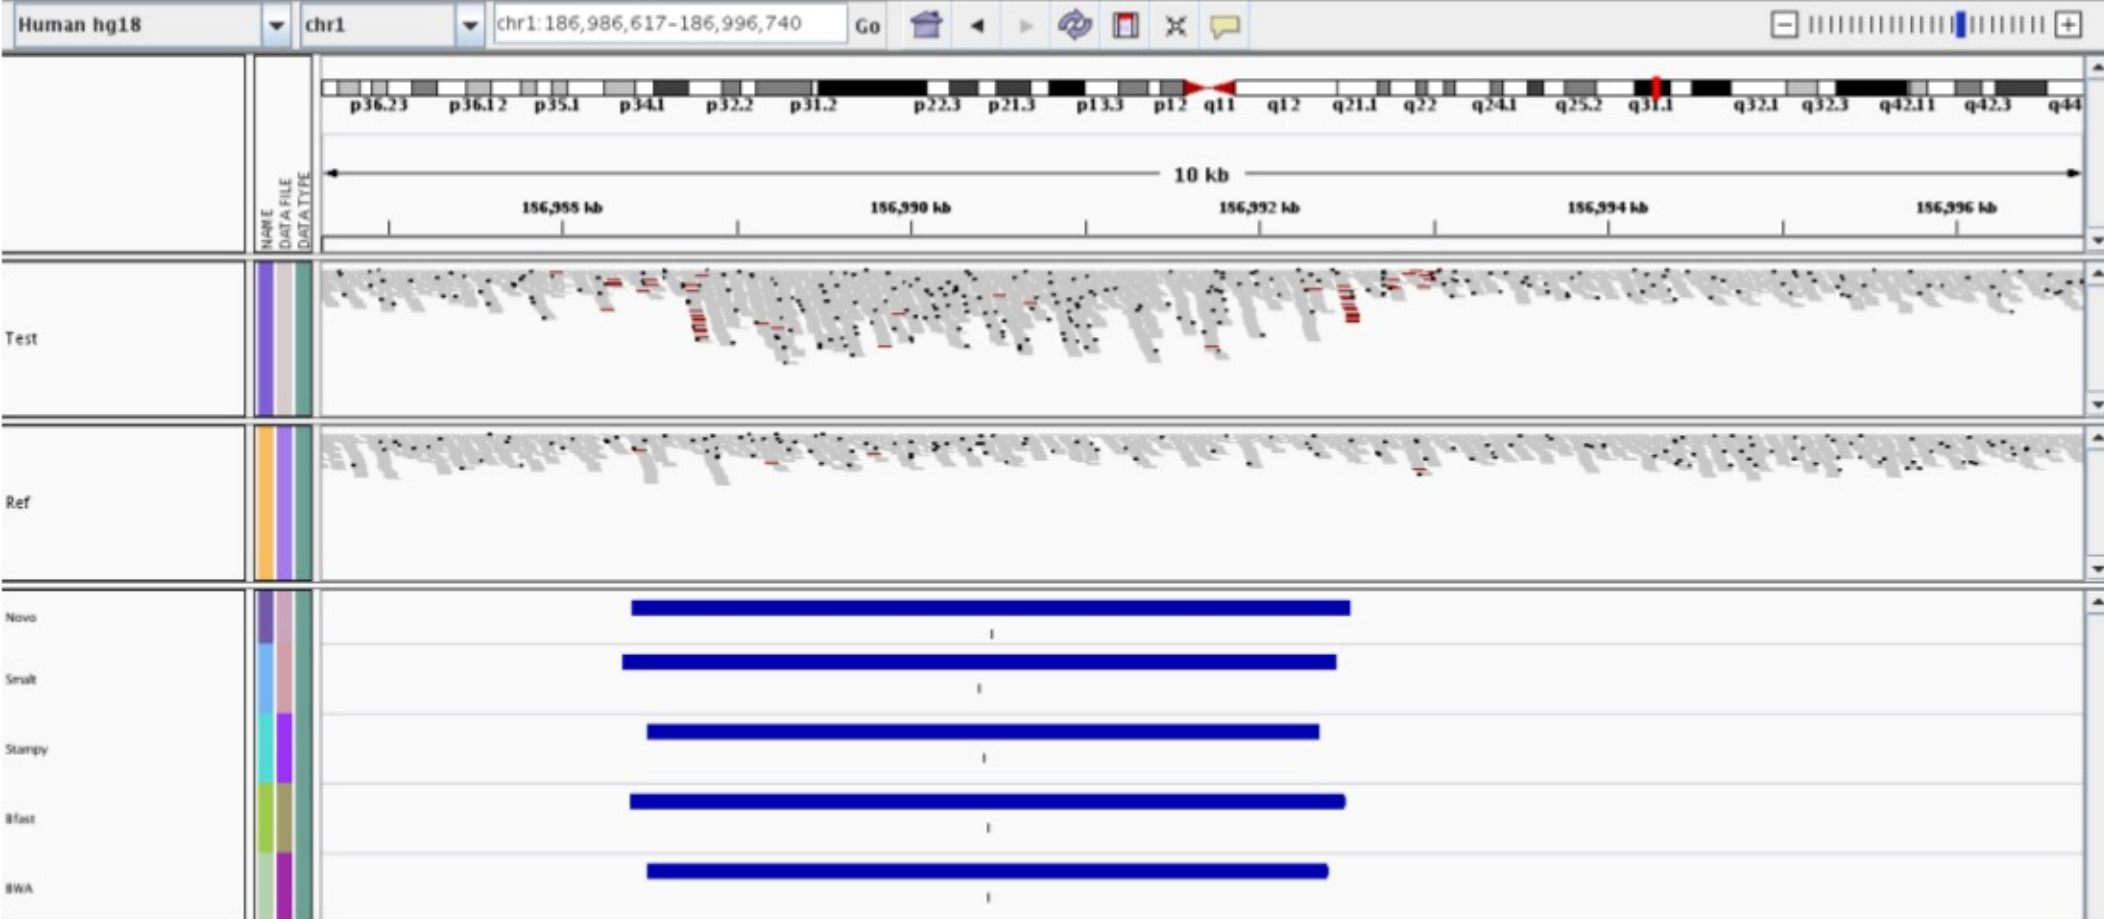 Human hg18 chr1 chr1:186,986,617-186,996,740 Go
p36.23 p36.12 p35.1 p34.1 p32.2 p31.2 p22.3 p21.3 p13.3 p12 q11 q12 q21.1 q22 q24.1 q25.2 q31.1 q32.1 q32.3 q42.11 q42.3 q44
10 kb
186,988 kb 186,990 kb 186,992 kb 186,994 kb 186,996 kb
NAME
DATA FILE
DATA TYPE
Test
Ref
Novo
Smalt
Stampy
Bfast
BWA